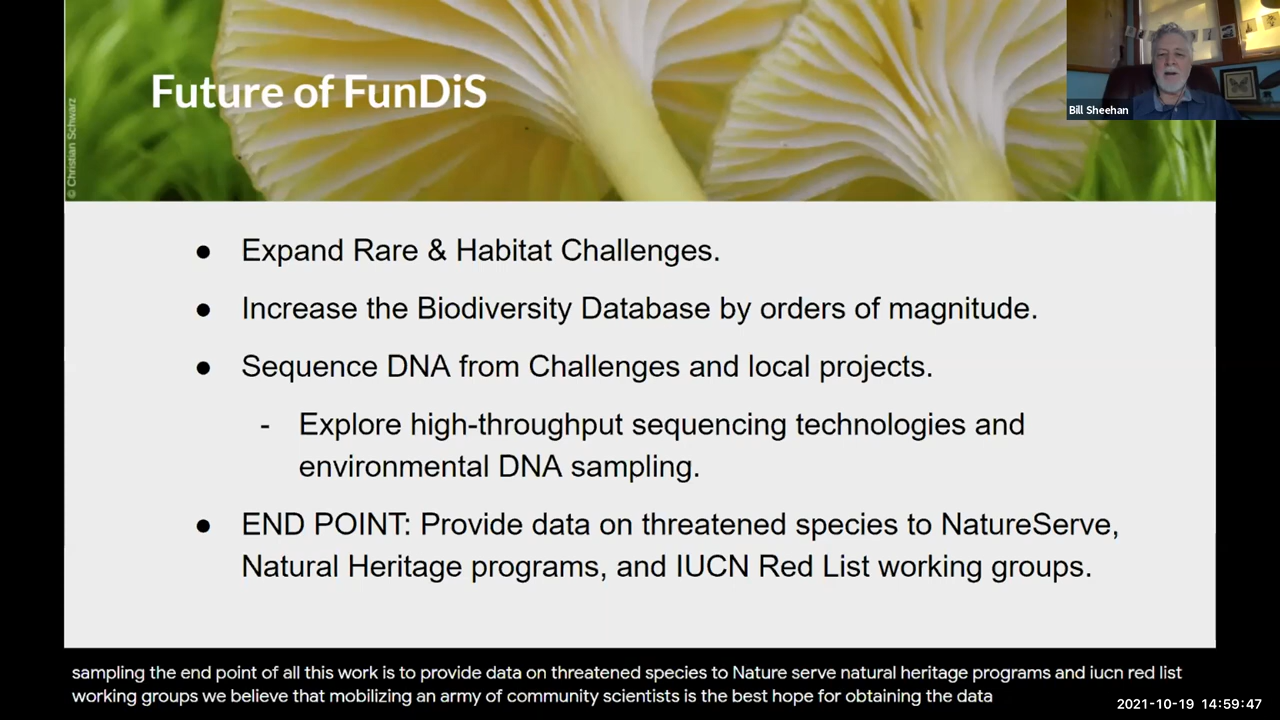 Future of FunDiS
© Christian Schwarz
Bill Sheehan
● Expand Rare & Habitat Challenges.
● Increase the Biodiversity Database by orders of magnitude.
● Sequence DNA from Challenges and local projects.
- Explore high-throughput sequencing technologies and
environmental DNA sampling.
● END POINT: Provide data on threatened species to NatureServe,
Natural Heritage programs, and IUCN Red List working groups.
sampling the end point of all this work is to provide data on threatened species to Nature serve natural heritage programs and iucn red list
working groups we believe that mobilizing an army of community scientists is the best hope for obtaining the data
2021-10-19 14:59:47